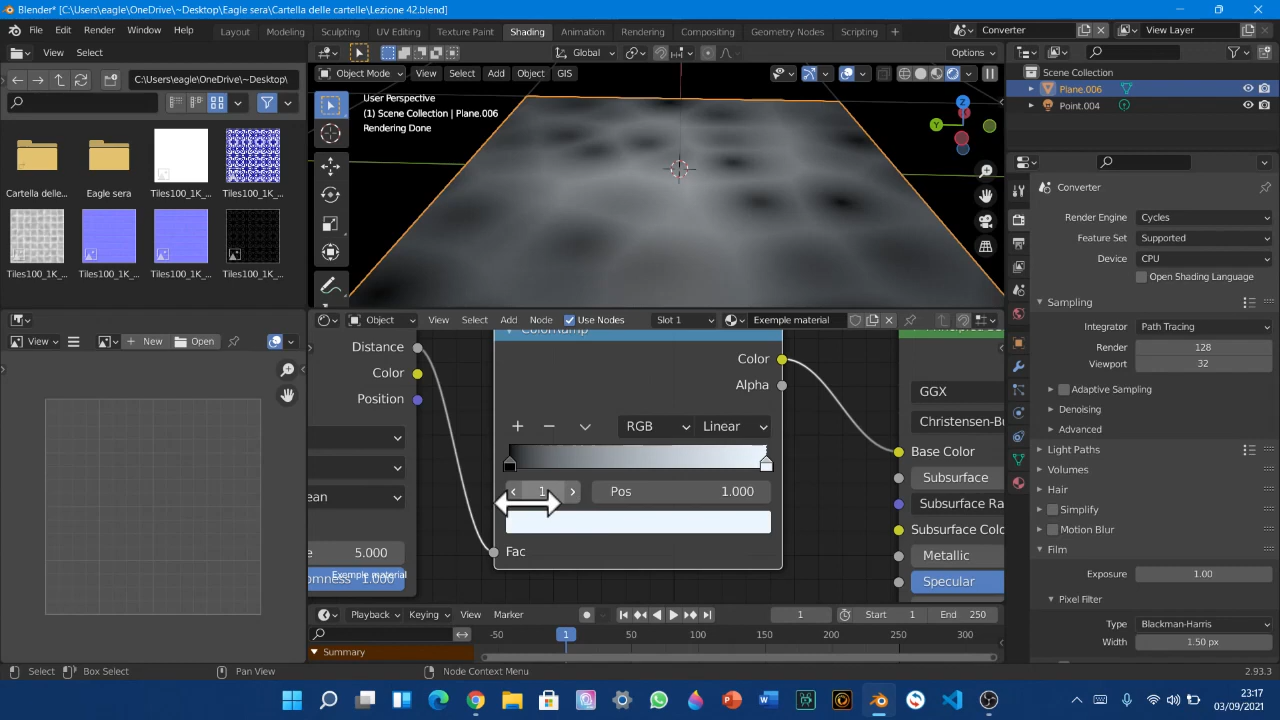 Blender* [C:\Users\eagle\OneDrive\~Desktop\Eagle sera\Cartella delle cartelle\Lezione 42.blend]
File Edit Render Window Help Layout Modeling Sculpting UV Editing Texture Paint Shading Animation Rendering Compositing Geometry Nodes Scripting + Converter View Layer
View Select
Global
Options
C:\Users\eagle\OneDrive\~Desktop\
Object Mode View Select Add Object GIS
User Perspective
(1) Scene Collection | Plane.006
Rendering Done
Z
Y
Cartella delle...
Eagle sera
Tiles100_1K_...
Tiles100_1K_...
Tiles100_1K_...
Tiles100_1K_...
Tiles100_1K_...
Tiles100_1K_...
Scene Collection
Plane.006
Point.004
Converter
Render Engine Cycles
Feature Set Supported
Device CPU
Open Shading Language
Sampling
Integrator Path Tracing
Render 128
Viewport 32
Adaptive Sampling
Denoising
Advanced
Light Paths
Volumes
Hair
Simplify
Motion Blur
Film
Exposure 1.00
Pixel Filter
Type Blackman-Harris
Width 1.50 px
View New Open
Object View Select Add Node Use Nodes Slot 1 Exemple material
Distance
Color
Position
5.000
1.000
Exemple material
ColorRamp
Color
Alpha
RGB Linear
1 Pos 1.000
Fac
GGX
Christensen-Bu
Base Color
Subsurface
Subsurface Ra
Subsurface Colo
Metallic
Specular
Playback Keying View Marker 1 Start 1 End 250
-50 1 50 100 150 200 250 300
Summary
Select Box Select Pan View Node Context Menu 2.93.3
23:17
03/09/2021